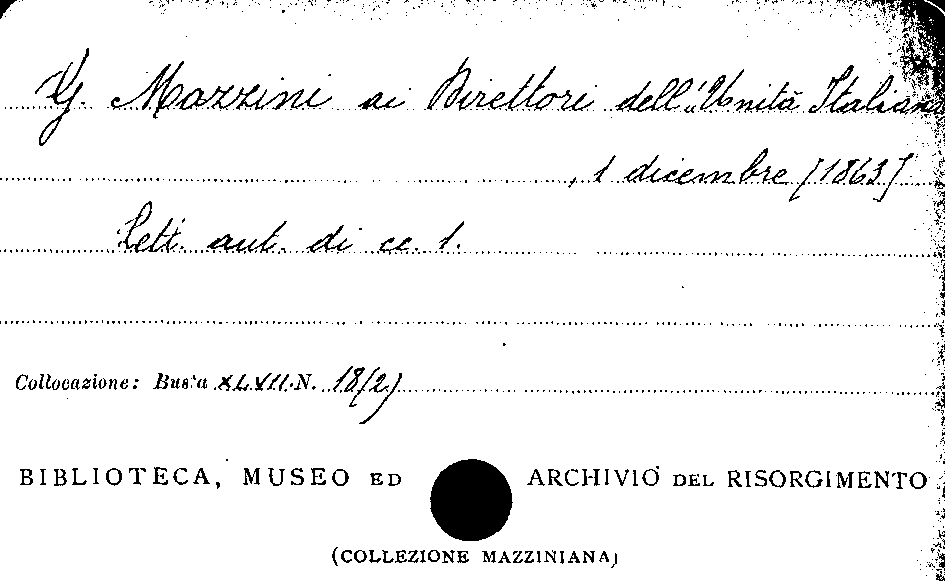 G. Mazzini ai Direttori dell'Unità Italiana
, 1 dicembre [1863]
Lett. aut. di cc. 1.
Collocazione: Busta XLVII N. 18(2)
BIBLIOTECA, MUSEO ED ARCHIVIO DEL RISORGIMENTO
(COLLEZIONE MAZZINIANA)